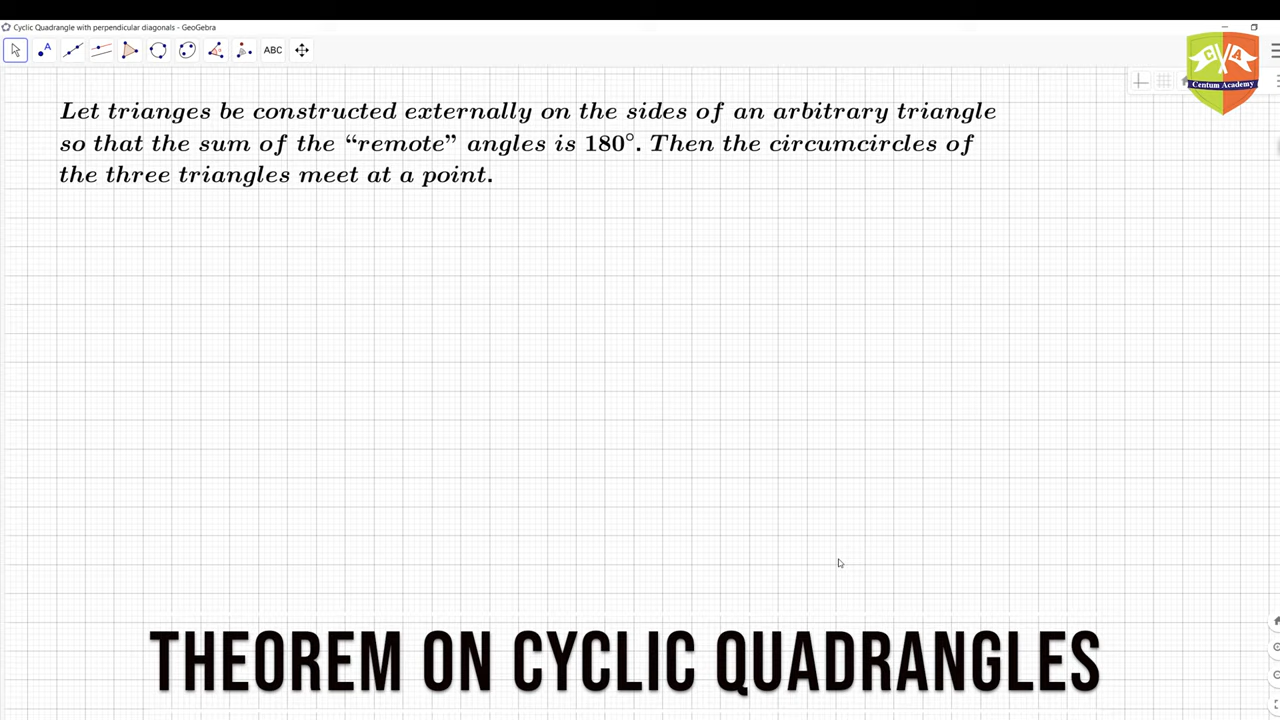 Cyclic Quadrangle with perpendicular diagonals - GeoGebra
A
ABC
C Y A
Centum Academy
Let trianges be constructed externally on the sides of an arbitrary triangle
so that the sum of the “remote” angles is 180°. Then the circumcircles of
the three triangles meet at a point.
THEOREM ON CYCLIC QUADRANGLES